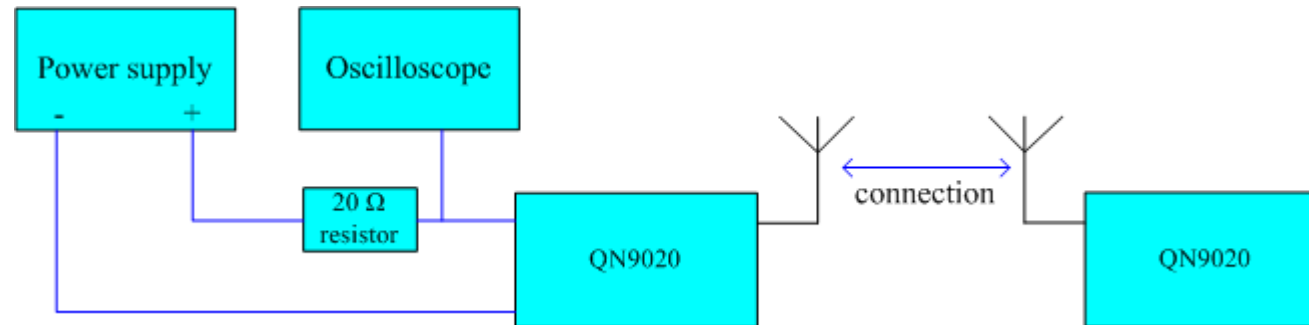 Power supply
- +
Oscilloscope
20 Ω
resistor
connection
QN9020
QN9020